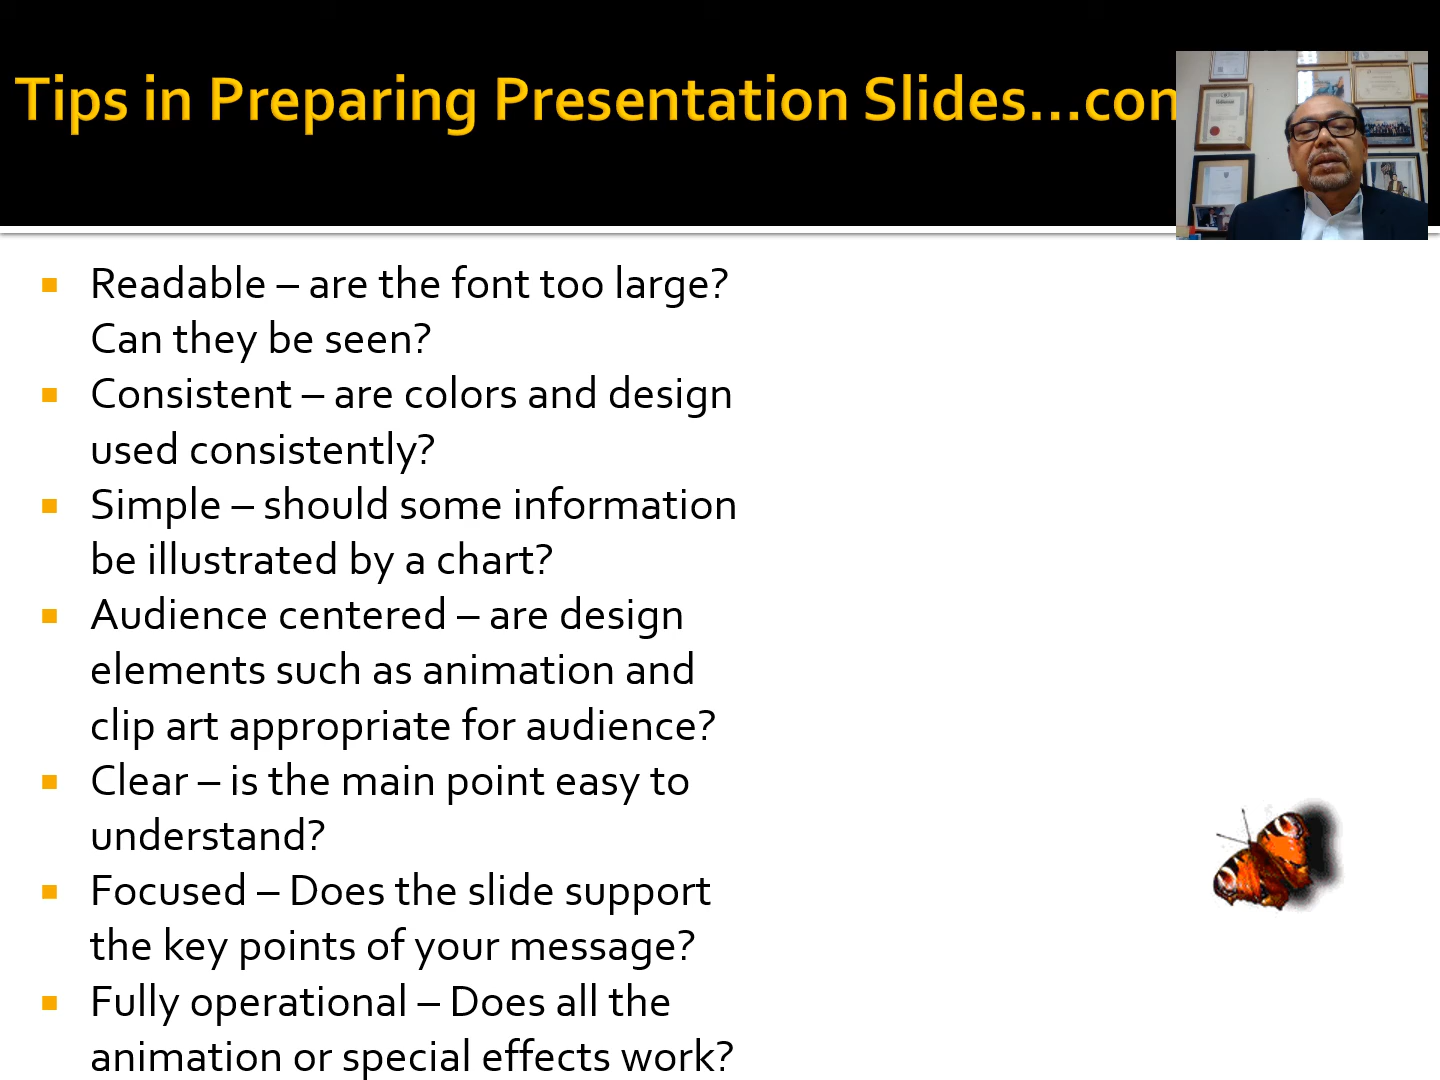 Tips in Preparing Presentation Slides...con
Readable – are the font too large?
Can they be seen?
Consistent – are colors and design
used consistently?
Simple – should some information
be illustrated by a chart?
Audience centered – are design
elements such as animation and
clip art appropriate for audience?
Clear – is the main point easy to
understand?
Focused – Does the slide support
the key points of your message?
Fully operational – Does all the
animation or special effects work?